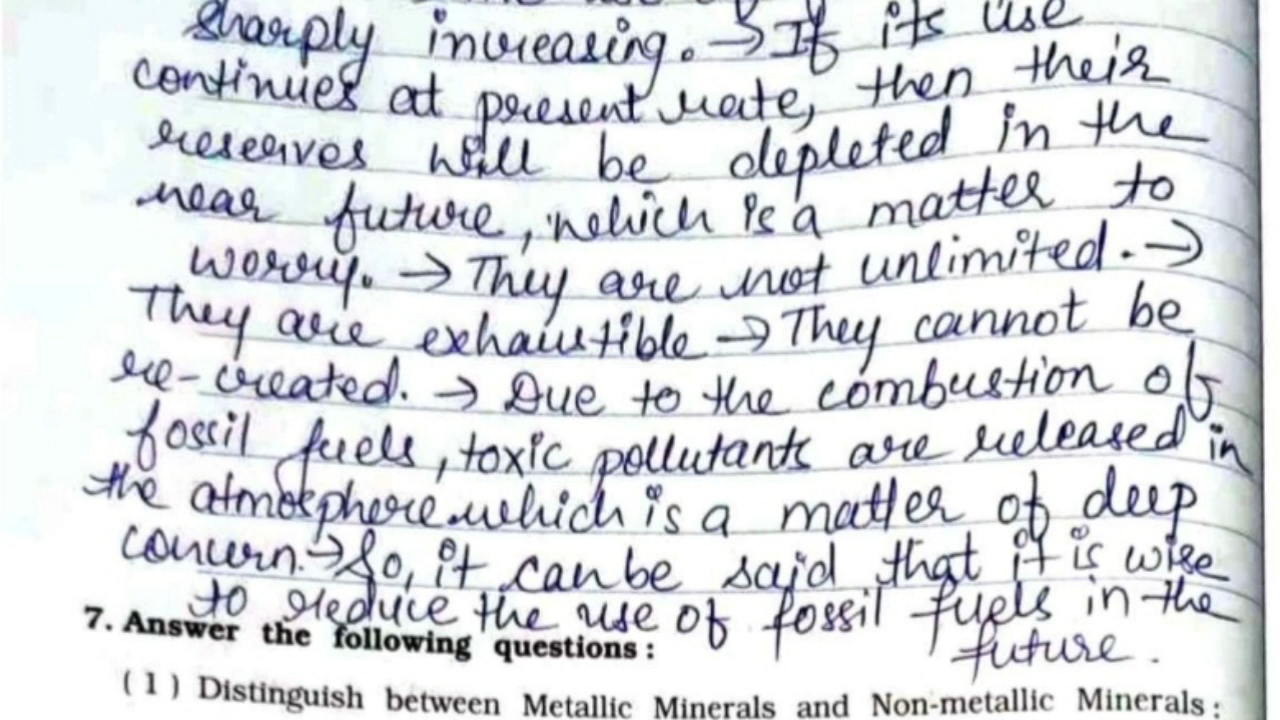 sharply increasing. → If its use
continues at present rate, then their
reserves will be depleted in the
near future, which is a matter to
worry. → They are not unlimited. →
They are exhaustible → They cannot be
re-created. → Due to the combustion of
fossil fuels, toxic pollutants are released in
the atmosphere which is a matter of deep
concern. → So, it can be said that it is wise
to reduce the use of fossil fuels in the
future.
7. Answer the following questions :
( 1 ) Distinguish between Metallic Minerals and Non-metallic Minerals :